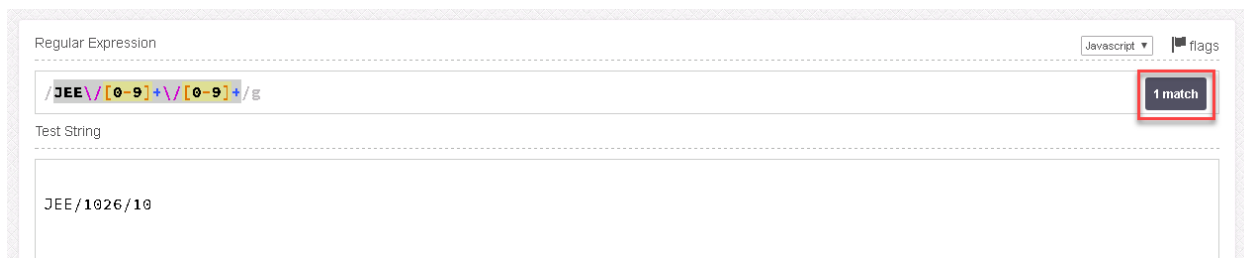 Regular Expression
Javascript ▼ flags
/JEE\/[0-9]+\/[0-9]+/g
1 match
Test String
JEE/1026/10